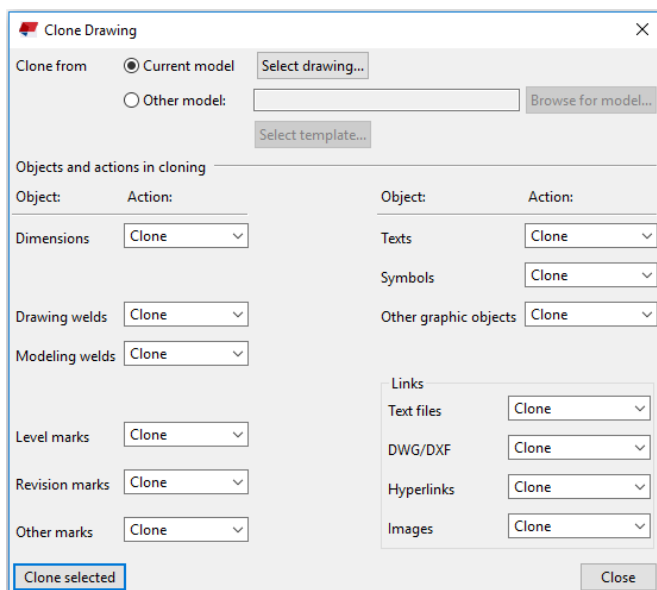 Clone Drawing
Clone from Current model Select drawing...
Other model: Browse for model...
Select template...
Objects and actions in cloning
Object: Action: Object: Action:
Dimensions Clone Texts Clone
Symbols Clone
Drawing welds Clone Other graphic objects Clone
Modeling welds Clone
Links
Text files Clone
Level marks Clone
DWG/DXF Clone
Revision marks Clone Hyperlinks Clone
Other marks Clone Images Clone
Clone selected Close